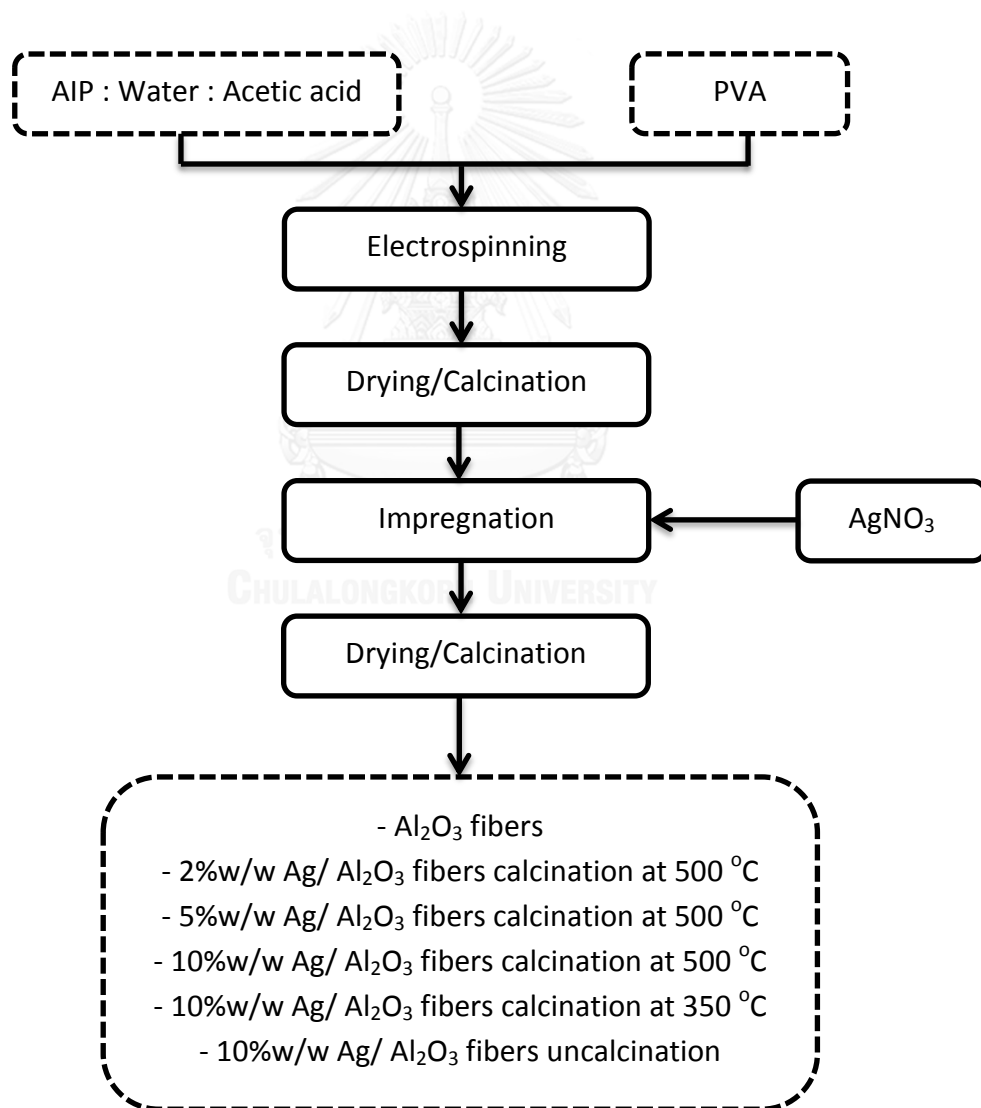 AIP : Water : Acetic acid
PVA
Electrospinning
Drying/Calcination
Impregnation
AgNO₃
CHULALONGKORN UNIVERSITY
Drying/Calcination
- Al₂O₃ fibers
- 2%w/w Ag/ Al₂O₃ fibers calcination at 500 °C
- 5%w/w Ag/ Al₂O₃ fibers calcination at 500 °C
- 10%w/w Ag/ Al₂O₃ fibers calcination at 500 °C
- 10%w/w Ag/ Al₂O₃ fibers calcination at 350 °C
- 10%w/w Ag/ Al₂O₃ fibers uncalcination